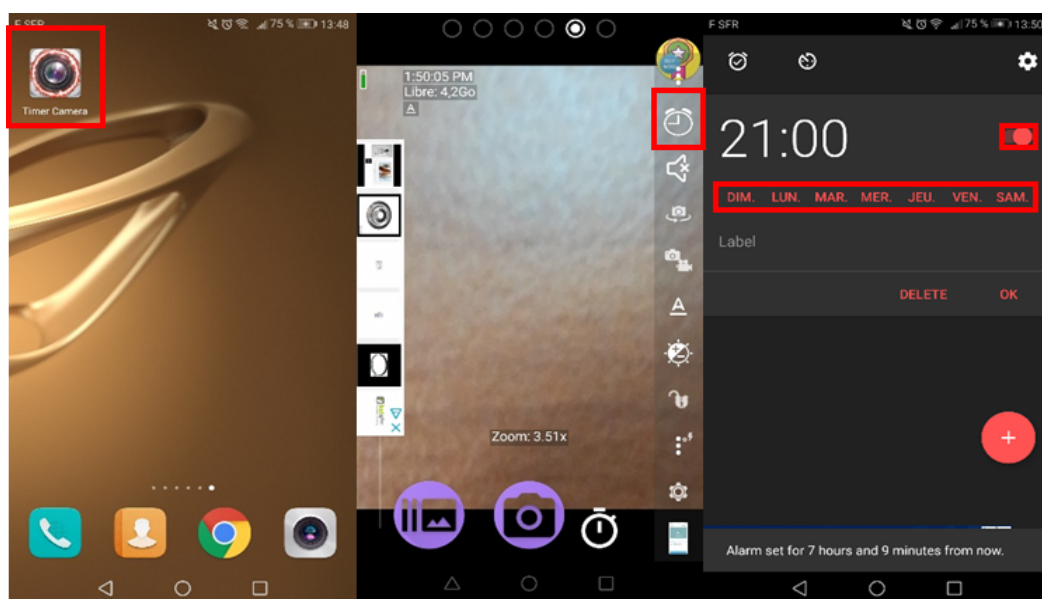 F SFR 75 % 13:48
Timer Camera
1:50:05 PM
Libre: 4,2Go
A
A
Zoom: 3.51x
F SFR 75 % 13:50
21:00
DIM. LUN. MAR. MER. JEU. VEN. SAM.
Label
DELETE OK
+
Alarm set for 7 hours and 9 minutes from now.